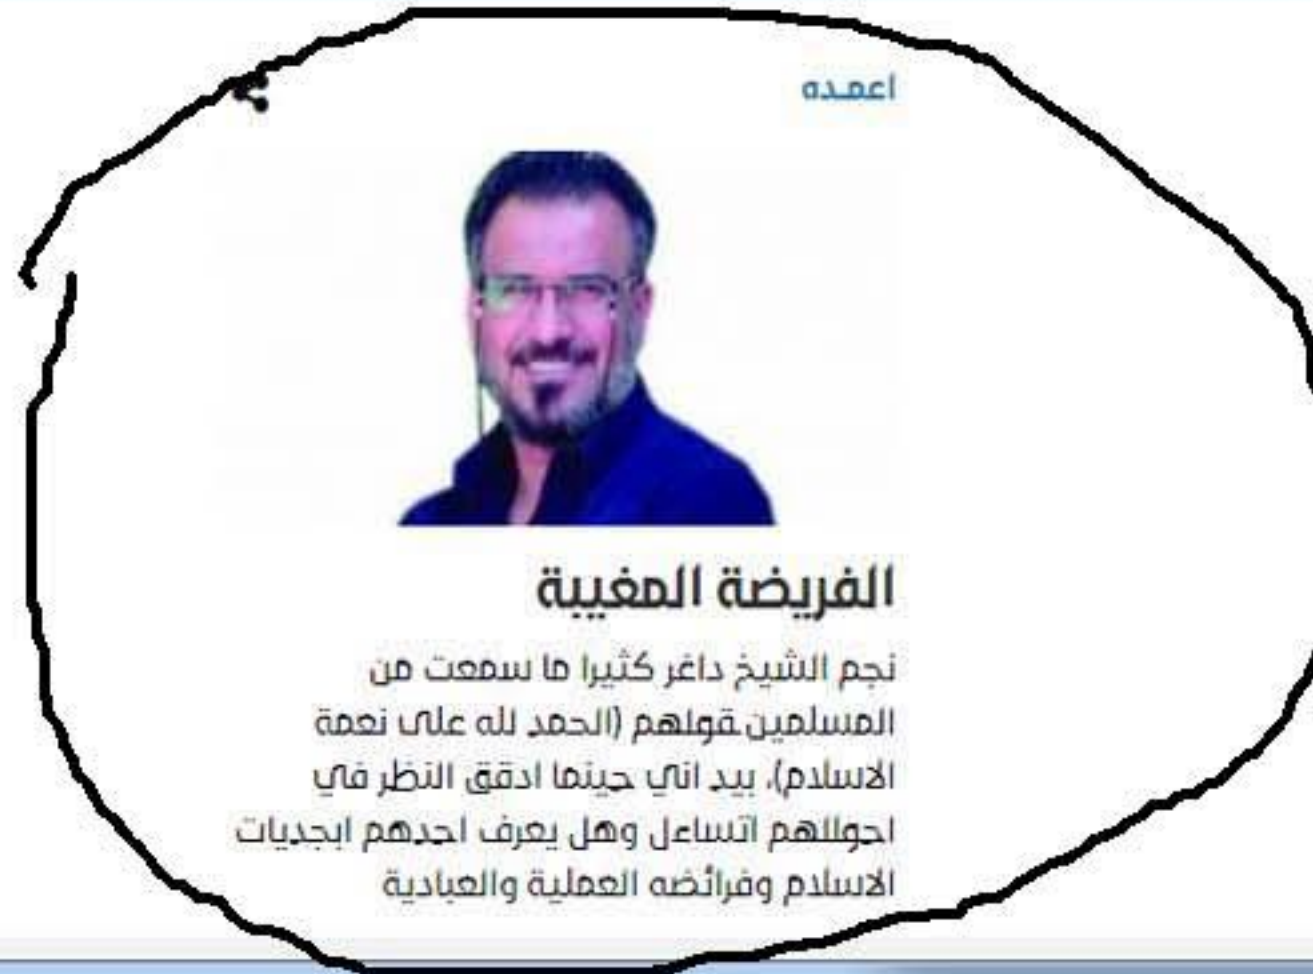 اعمـده
الفريضة المغيبة
نجم الشيخ داغر كثيرا ما سمعت من
المسلمين قولهم (الحمد لله على نعمة
الاسلام)، بيد اني حينما ادقق النظر في
احوالهم اتساءل وهل يعرف احدهم ابجديات
الاسلام وفرائضه العملية والعبادية